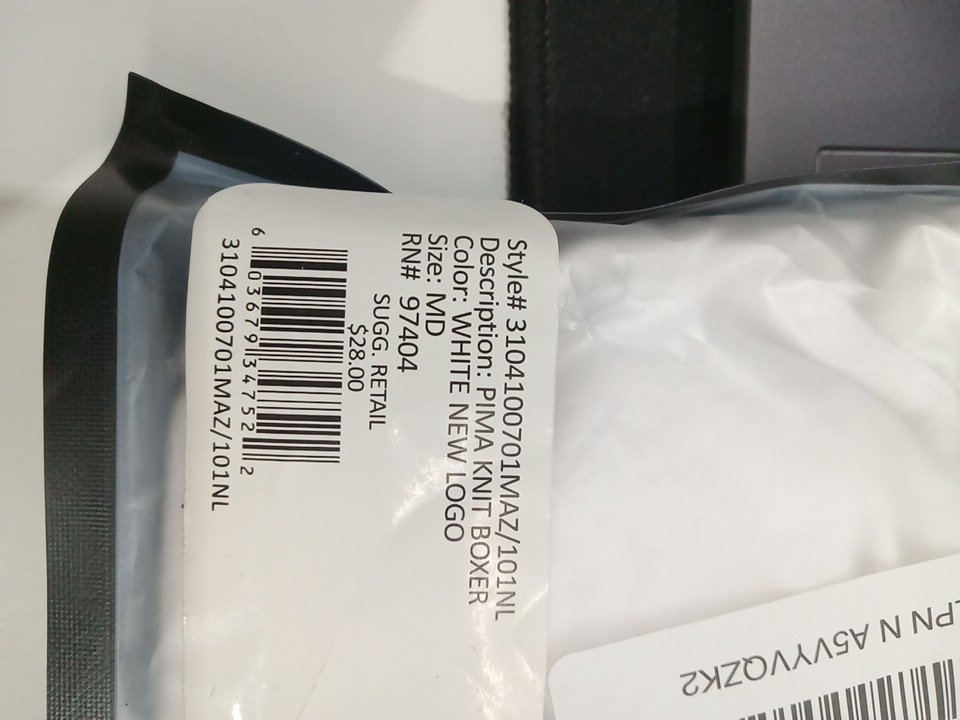 Style# 3104100701MAZ/101NL
Description: PIMA KNIT BOXER
Color: WHITE NEW LOGO
Size: MD
RN# 97404
SUGG. RETAIL
$28.00
6 03679 34752 2
3104100701MAZ/101NL
LPN N A5VYVQZK2